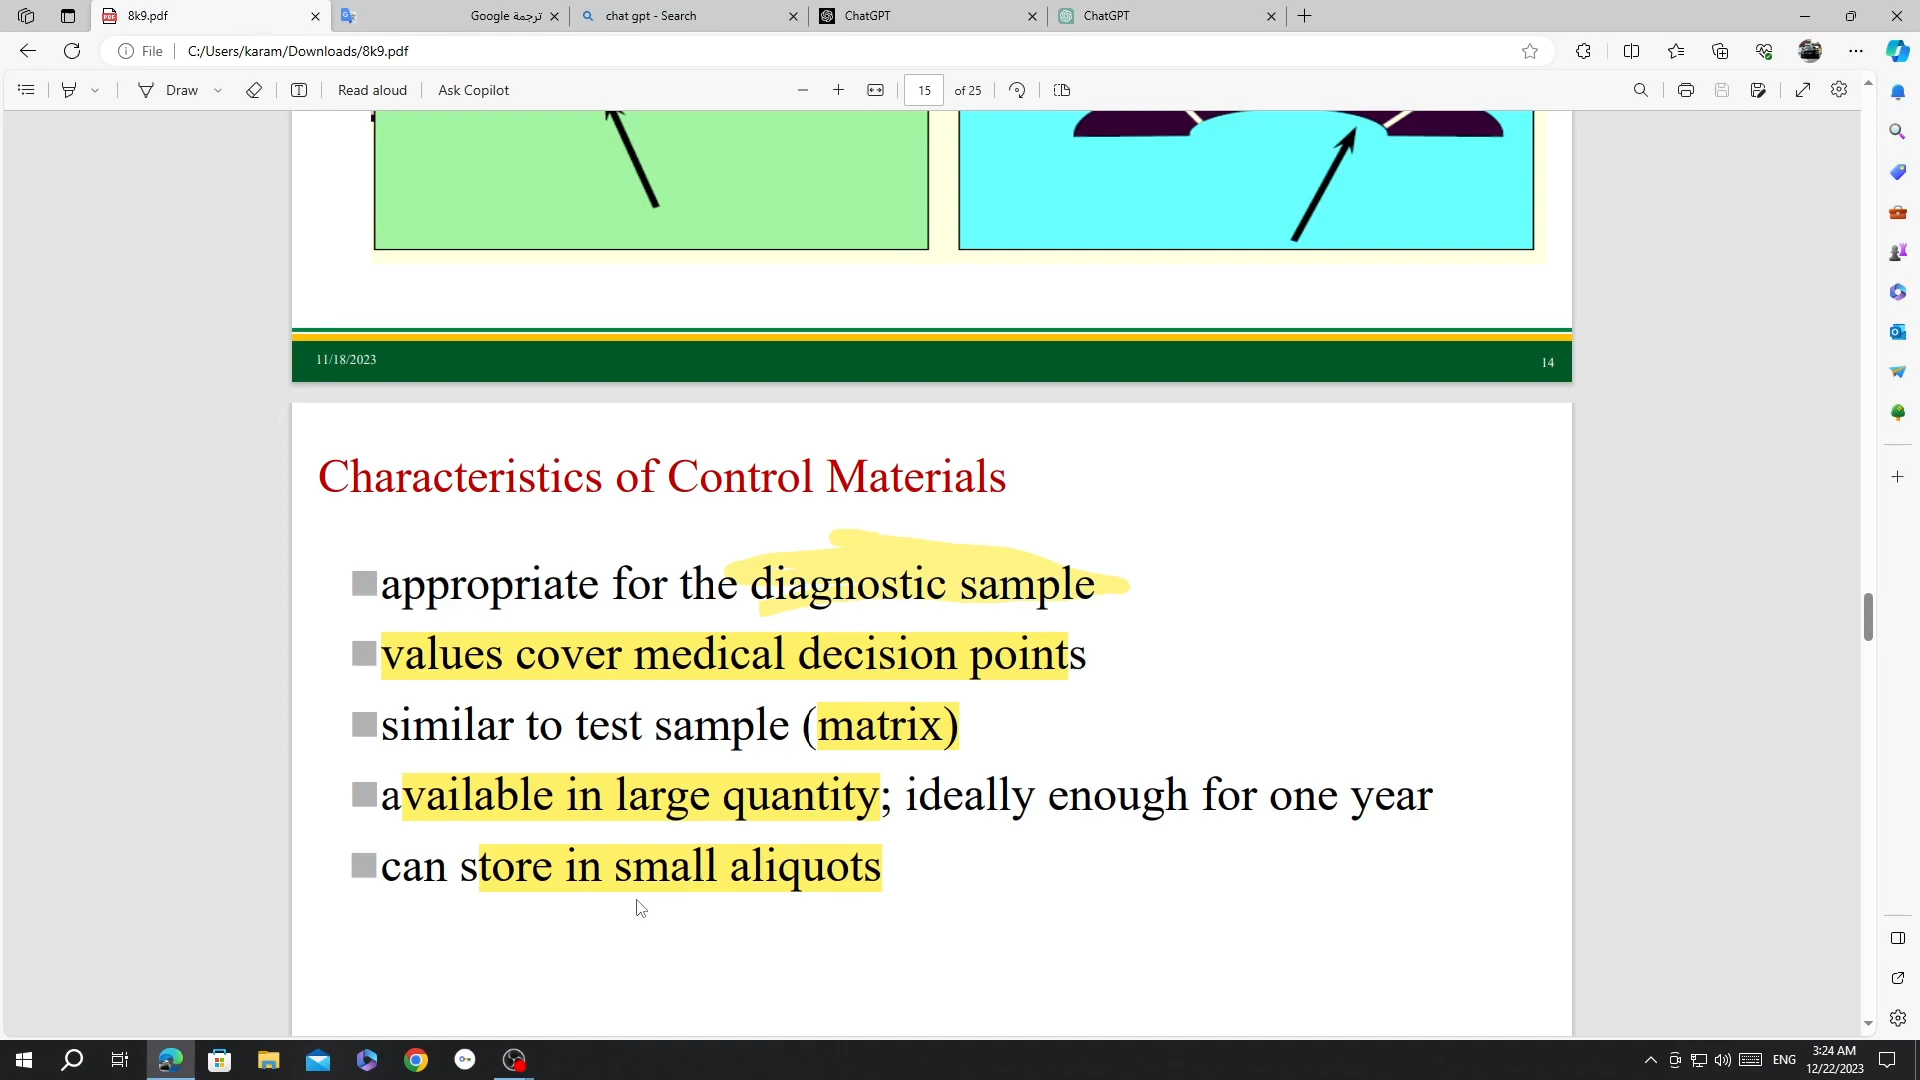 8k9.pdf
Google ترجمة
chat gpt - Search
ChatGPT
ChatGPT
File
C:/Users/karam/Downloads/8k9.pdf
Draw
Read aloud
Ask Copilot
15
of 25
11/18/2023
14
Characteristics of Control Materials
appropriate for the diagnostic sample
values cover medical decision points
similar to test sample (matrix)
available in large quantity; ideally enough for one year
can store in small aliquots
ENG
3:24 AM
12/22/2023